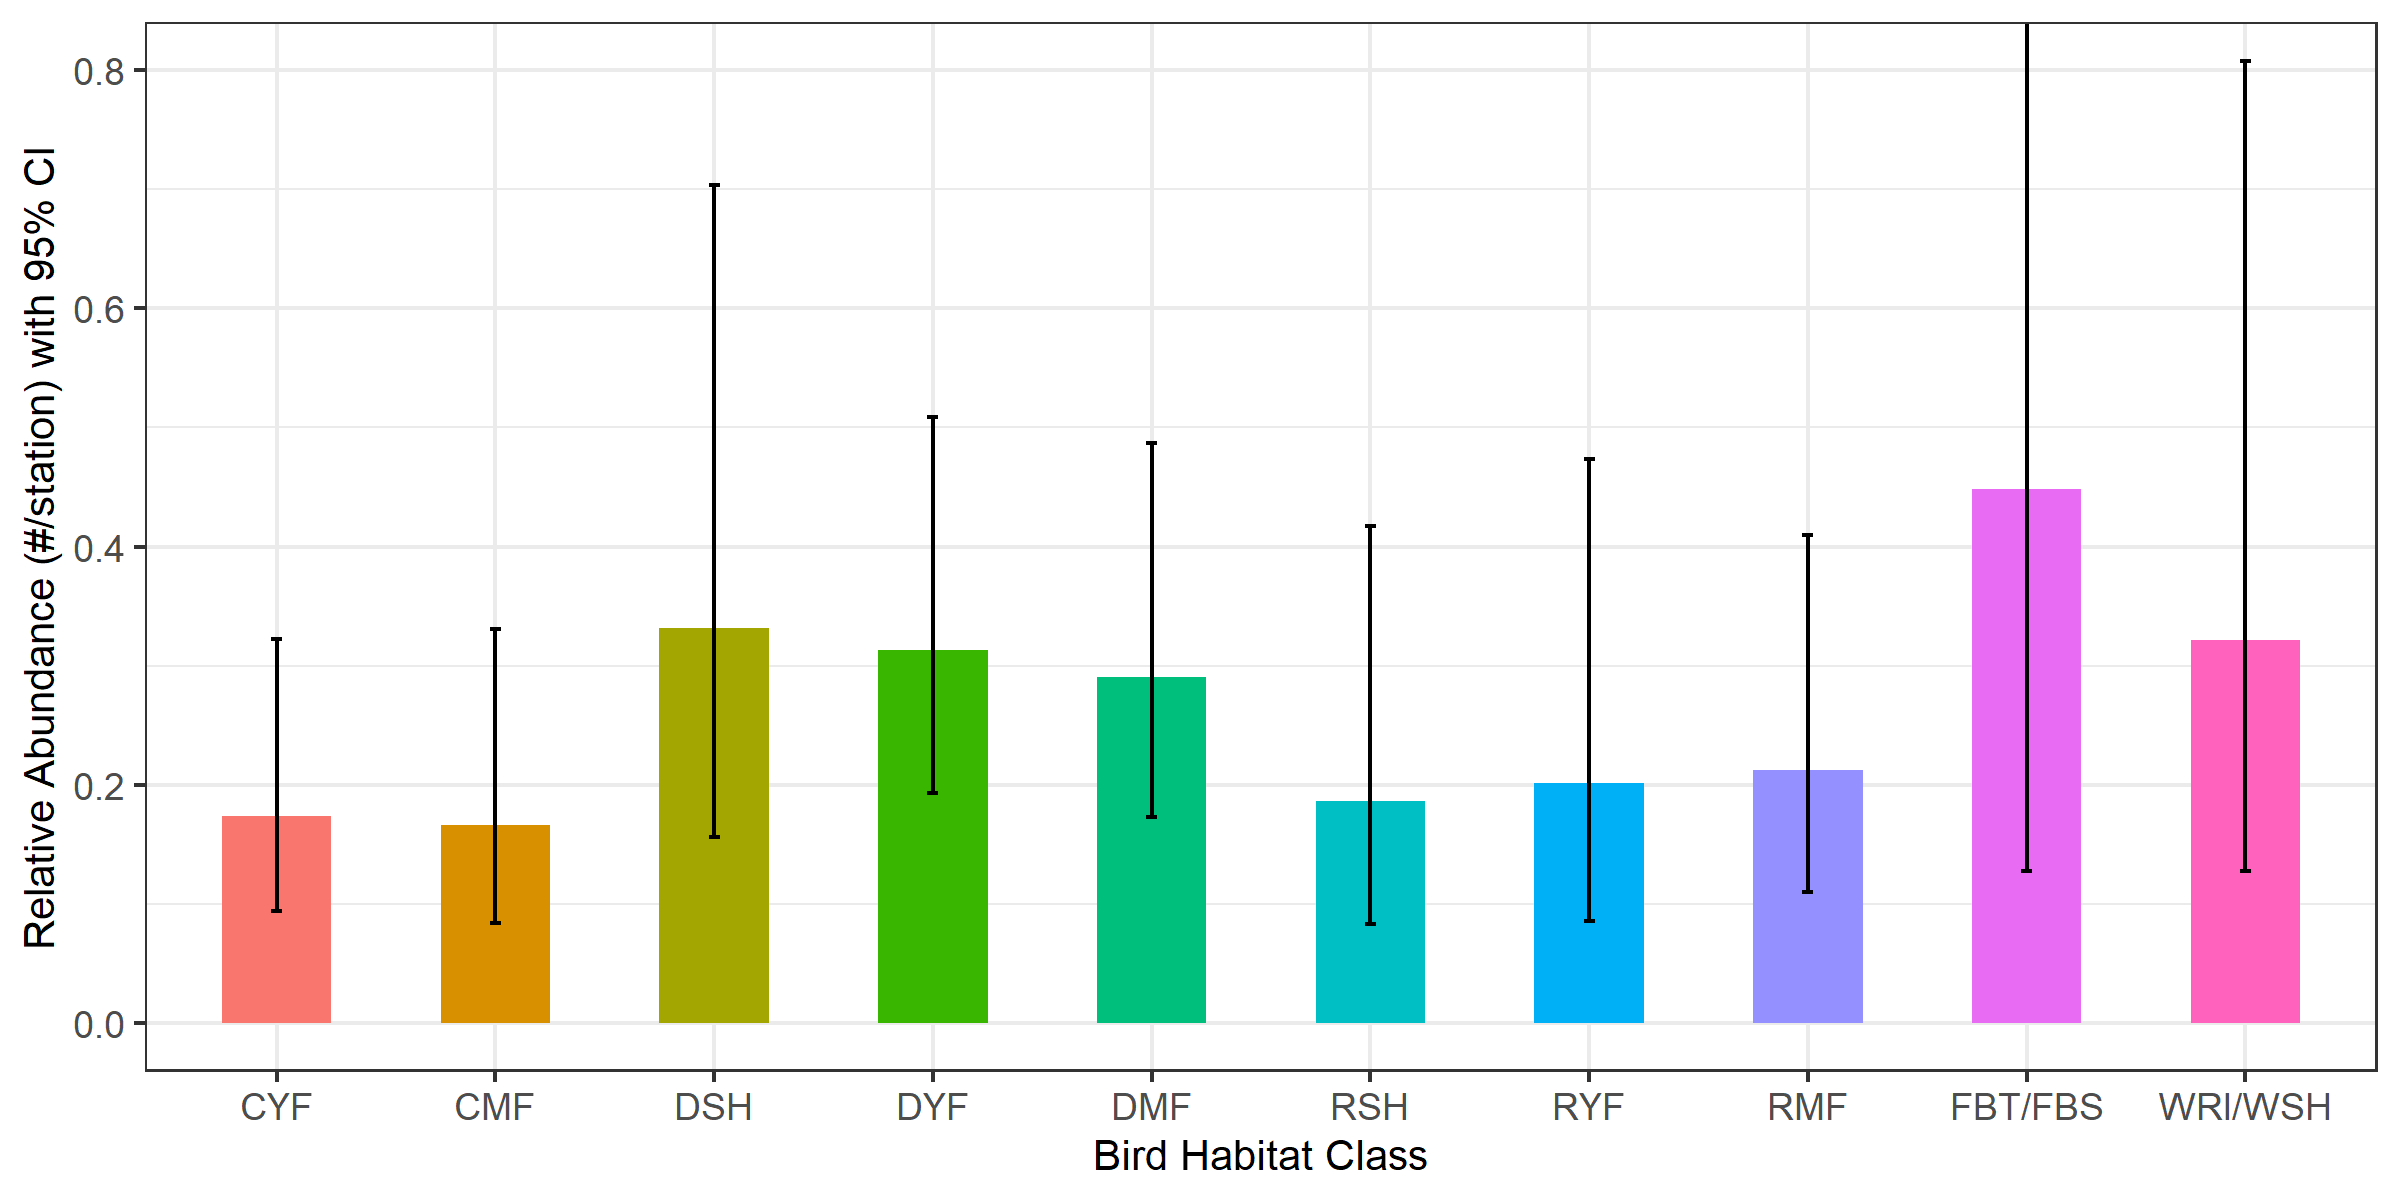 Relative Abundance (#/station) with 95% CI
0.8
0.6
0.4
0.2
0.0
CYF CMF DSH DYF DMF RSH RYF RMF FBT/FBS WRI/WSH
Bird Habitat Class